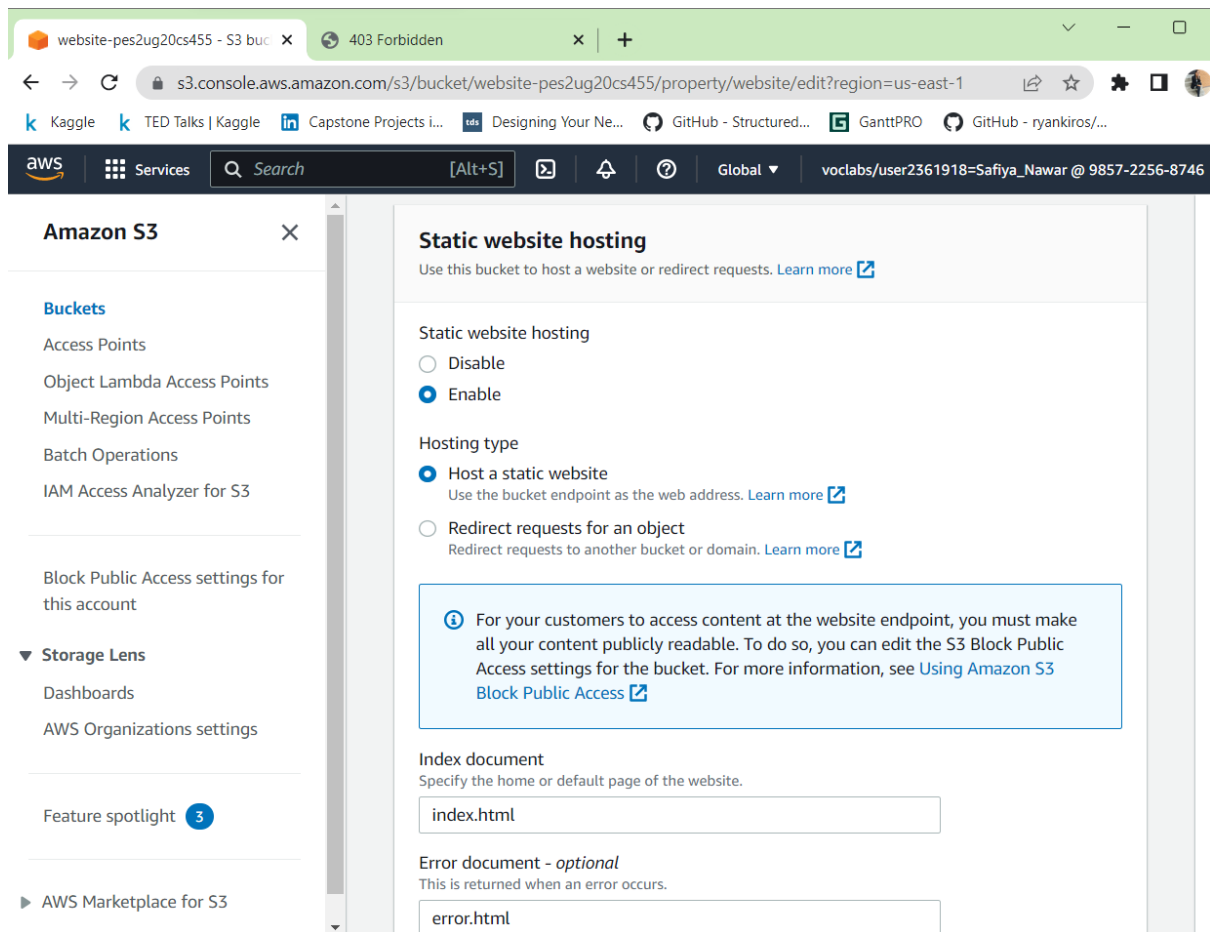 website-pes2ug20cs455 - S3 buc
403 Forbidden
s3.console.aws.amazon.com/s3/bucket/website-pes2ug20cs455/property/website/edit?region=us-east-1
Kaggle
TED Talks | Kaggle
Capstone Projects i...
tds
Designing Your Ne...
GitHub - Structured...
GanttPRO
GitHub - ryankiros/...
aws
Services
Search
[Alt+S]
Global
voclabs/user2361918=Safiya_Nawar @ 9857-2256-8746
Amazon S3
Buckets
Access Points
Object Lambda Access Points
Multi-Region Access Points
Batch Operations
IAM Access Analyzer for S3
Block Public Access settings for
this account
Storage Lens
Dashboards
AWS Organizations settings
Feature spotlight 3
AWS Marketplace for S3
Static website hosting
Use this bucket to host a website or redirect requests. Learn more
Static website hosting
Disable
Enable
Hosting type
Host a static website
Use the bucket endpoint as the web address. Learn more
Redirect requests for an object
Redirect requests to another bucket or domain. Learn more
For your customers to access content at the website endpoint, you must make
all your content publicly readable. To do so, you can edit the S3 Block Public
Access settings for the bucket. For more information, see Using Amazon S3
Block Public Access
Index document
Specify the home or default page of the website.
index.html
Error document - optional
This is returned when an error occurs.
error.html